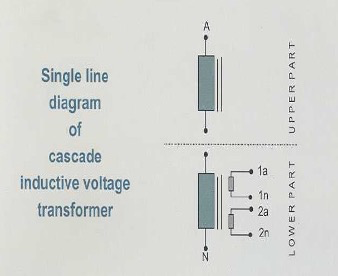 Single line
diagram
of
cascade
inductive voltage
transformer
A
UPPER PART
1a
1n
2a
2n
N
LOWER PART